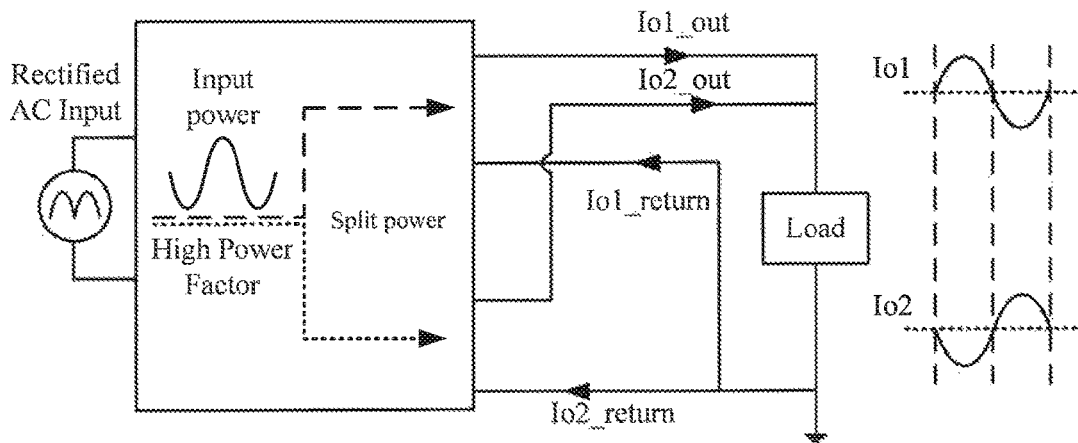 Rectified
AC Input
Input
power
High Power
Factor
Split power
Io1_out
Io2_out
Io1_return
Io2_return
Load
Io1
Io2